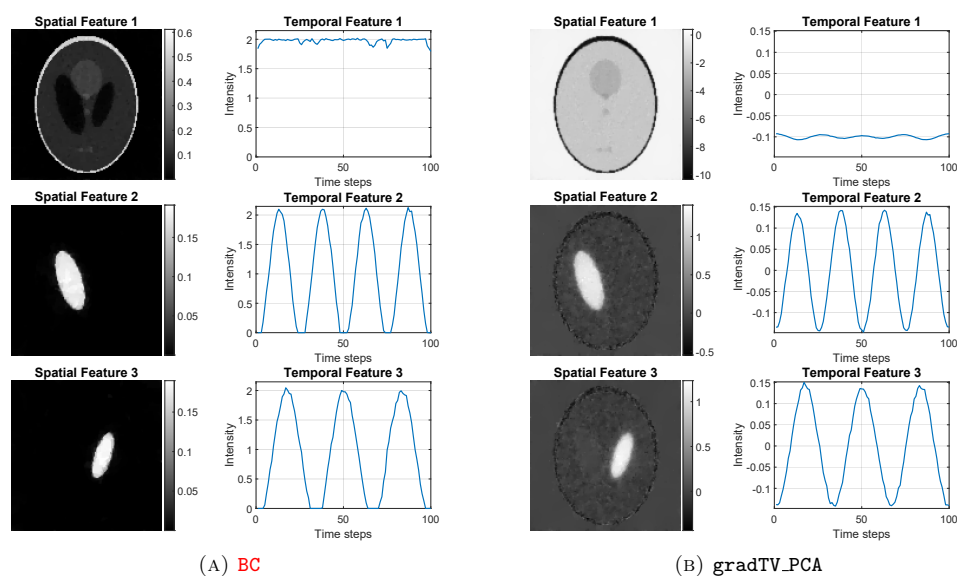 Spatial Feature 1
0.6
0.5
0.4
0.3
0.2
0.1
Temporal Feature 1
Intensity
2
1.5
1
0.5
0
0 50 100
Time steps
Spatial Feature 2
0.15
0.1
0.05
Temporal Feature 2
Intensity
2
1.5
1
0.5
0
0 50 100
Time steps
Spatial Feature 3
0.15
0.1
0.05
Temporal Feature 3
Intensity
2
1.5
1
0.5
0
0 50 100
Time steps
(A) BC
Spatial Feature 1
0
-2
-4
-6
-8
-10
Temporal Feature 1
Intensity
0.15
0.1
0.05
0
-0.05
-0.1
0 50 100
Time steps
Spatial Feature 2
1
0.5
0
-0.5
Temporal Feature 2
Intensity
0.15
0.1
0.05
0
-0.05
-0.1
0 50 100
Time steps
Spatial Feature 3
1
0.5
0
Temporal Feature 3
Intensity
0.15
0.1
0.05
0
-0.05
-0.1
0 50 100
Time steps
(B) gradTV_PCA